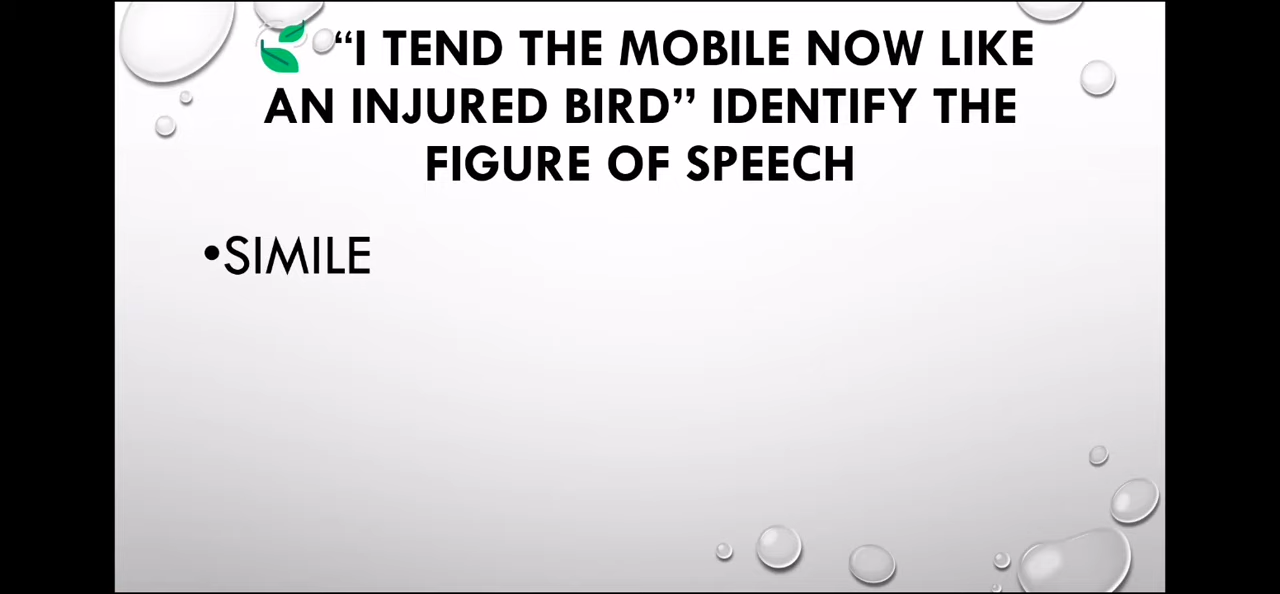 “I TEND THE MOBILE NOW LIKE
AN INJURED BIRD” IDENTIFY THE
FIGURE OF SPEECH
•SIMILE